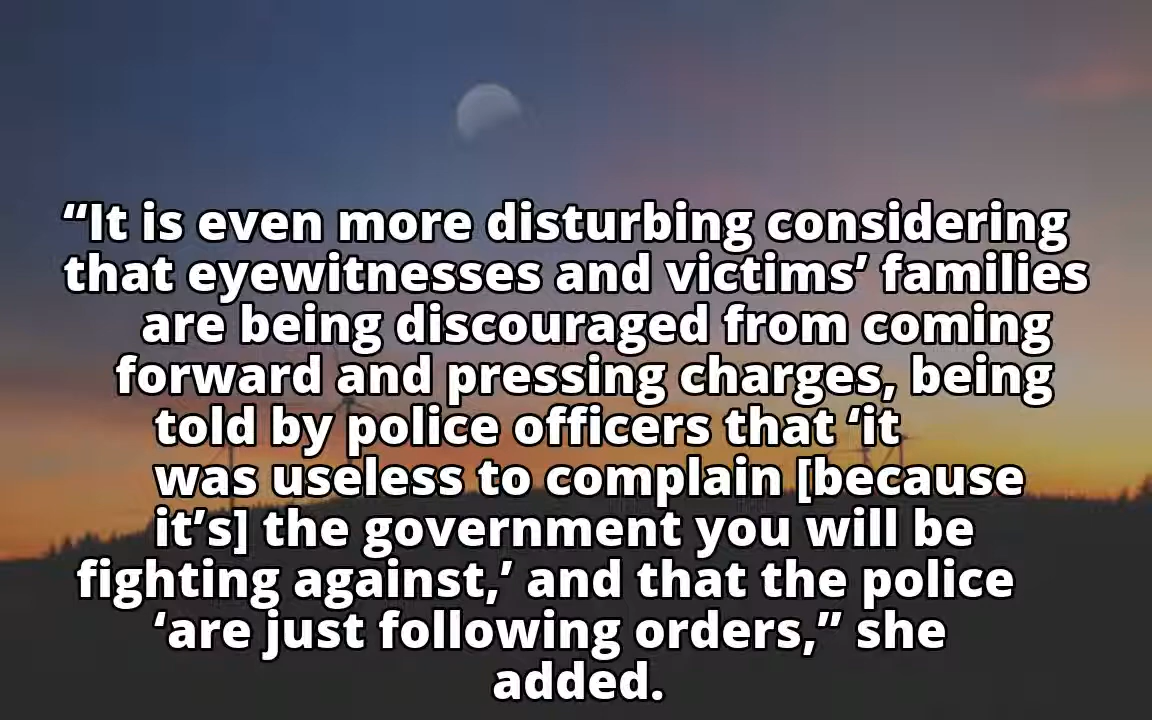 “It is even more disturbing considering
that eyewitnesses and victims’ families
are being discouraged from coming
forward and pressing charges, being
told by police officers that ‘it
was useless to complain [because
it’s] the government you will be
fighting against,’ and that the police
‘are just following orders,” she
added.